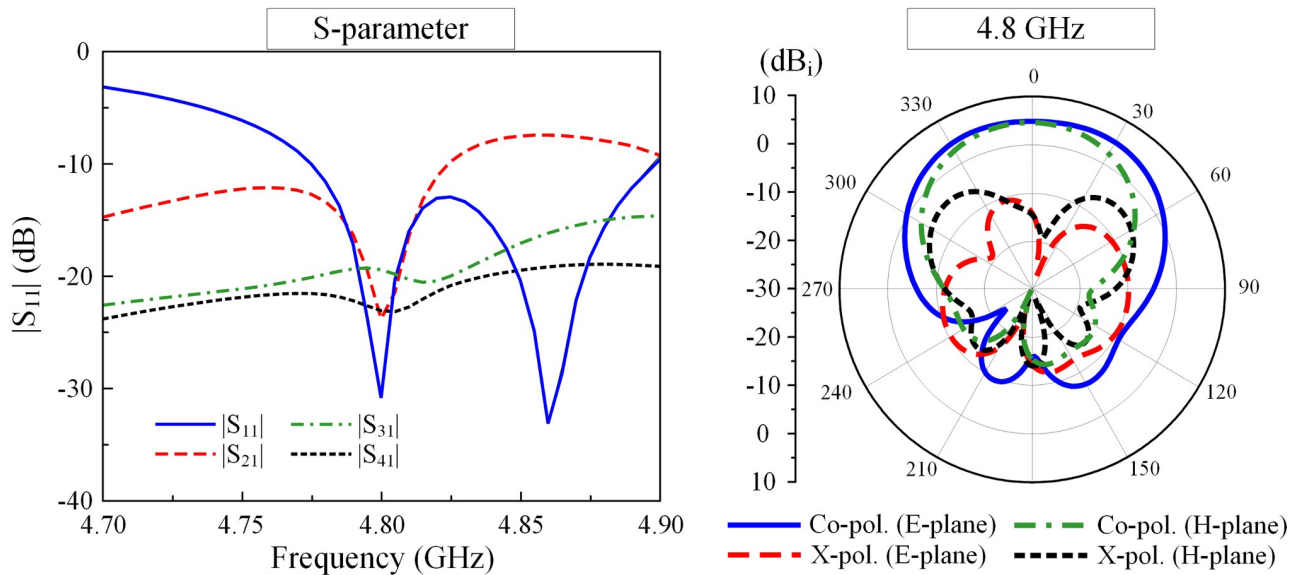 S-parameter
0
-10
-20
-30
-40
|S₁₁| (dB)
|S₁₁| |S₃₁|
|S₂₁| |S₄₁|
4.70 4.75 4.80 4.85 4.90
Frequency (GHz)
4.8 GHz
(dBᵢ)
10
0
-10
-20
-30
-20
-10
0
10
0
330 30
300 60
270 90
240 120
210 150
Co-pol. (E-plane) Co-pol. (H-plane)
X-pol. (E-plane) X-pol. (H-plane)